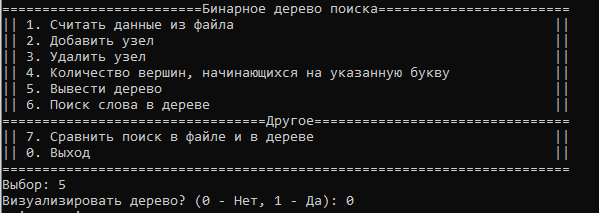 =========================Бинарное дерево поиска=========================
|| 1. Считать данные из файла ||
|| 2. Добавить узел ||
|| 3. Удалить узел ||
|| 4. Количество вершин, начинающихся на указанную букву ||
|| 5. Вывести дерево ||
|| 6. Поиск слова в дереве ||
=================================Другое=================================
|| 7. Сравнить поиск в файле и в дереве ||
|| 0. Выход ||
========================================================================
Выбор: 5
Визуализировать дерево? (0 - Нет, 1 - Да): 0